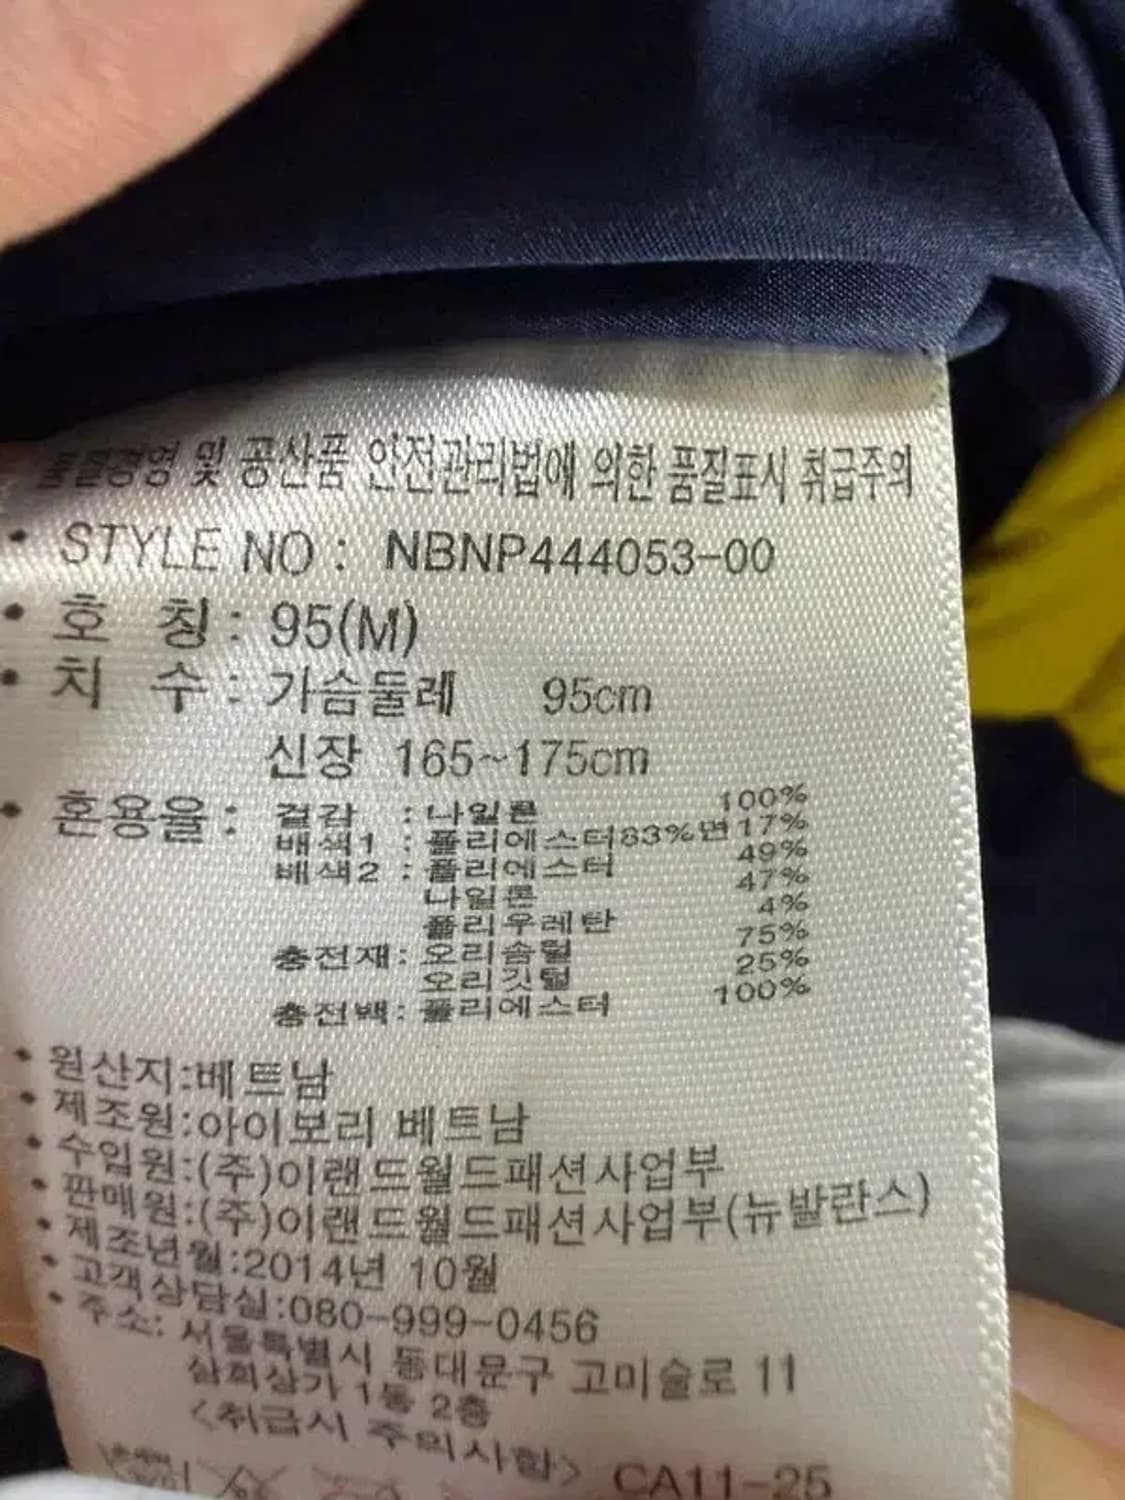 품질경영 및 공산품 안전관리법에 의한 품질표시 취급주의
• STYLE NO : NBNP444053-00
• 호 칭 : 95(M)
• 치 수 : 가슴둘레 95cm
신장 165~175cm
• 혼용율 : 겉감 : 나일론 100%
배색1 : 폴리에스터83%면17%
배색2 : 폴리에스터 49%
나일론 47%
폴리우레탄 4%
충전재: 오리솜털 75%
오리깃털 25%
충전백: 폴리에스터 100%
• 원산지:베트남
• 제조원:아이보리 베트남
• 수입원:(주)이랜드월드패션사업부
• 판매원:(주)이랜드월드패션사업부(뉴발란스)
• 제조년월:2014년 10월
• 고객상담실:080-999-0456
• 주소: 서울특별시 동대문구 고미술로 11
삼희상가 1동 2층
<취급시 주의사항> CA11-25